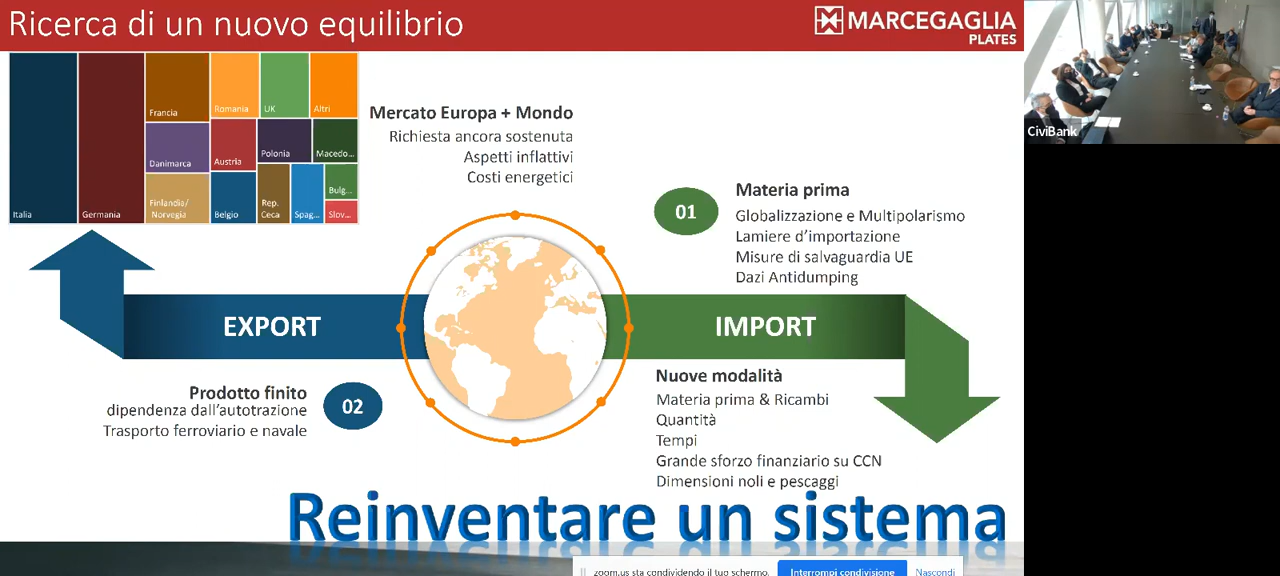 Ricerca di un nuovo equilibrio
MARCEGAGLIA
PLATES
Italia
Germania
Francia
Danimarca
Finlandia/
Norvegia
Romania
UK
Altri
Austria
Polonia
Macedo...
Belgio
Rep.
Ceca
Spag...
Bulg...
Slov...
Mercato Europa + Mondo
Richiesta ancora sostenuta
Aspetti inflattivi
Costi energetici
01
Materia prima
Globalizzazione e Multipolarismo
Lamiere d'importazione
Misure di salvaguardia UE
Dazi Antidumping
EXPORT
IMPORT
Prodotto finito
dipendenza dall'autotrazione
Trasporto ferroviario e navale
02
Nuove modalità
Materia prima & Ricambi
Quantità
Tempi
Grande sforzo finanziario su CCN
Dimensioni noli e pescaggi
Reinventare un sistema
zoom.us sta condividendo il tuo schermo.
Interrompi condivisione
Nascondi
CiviBank